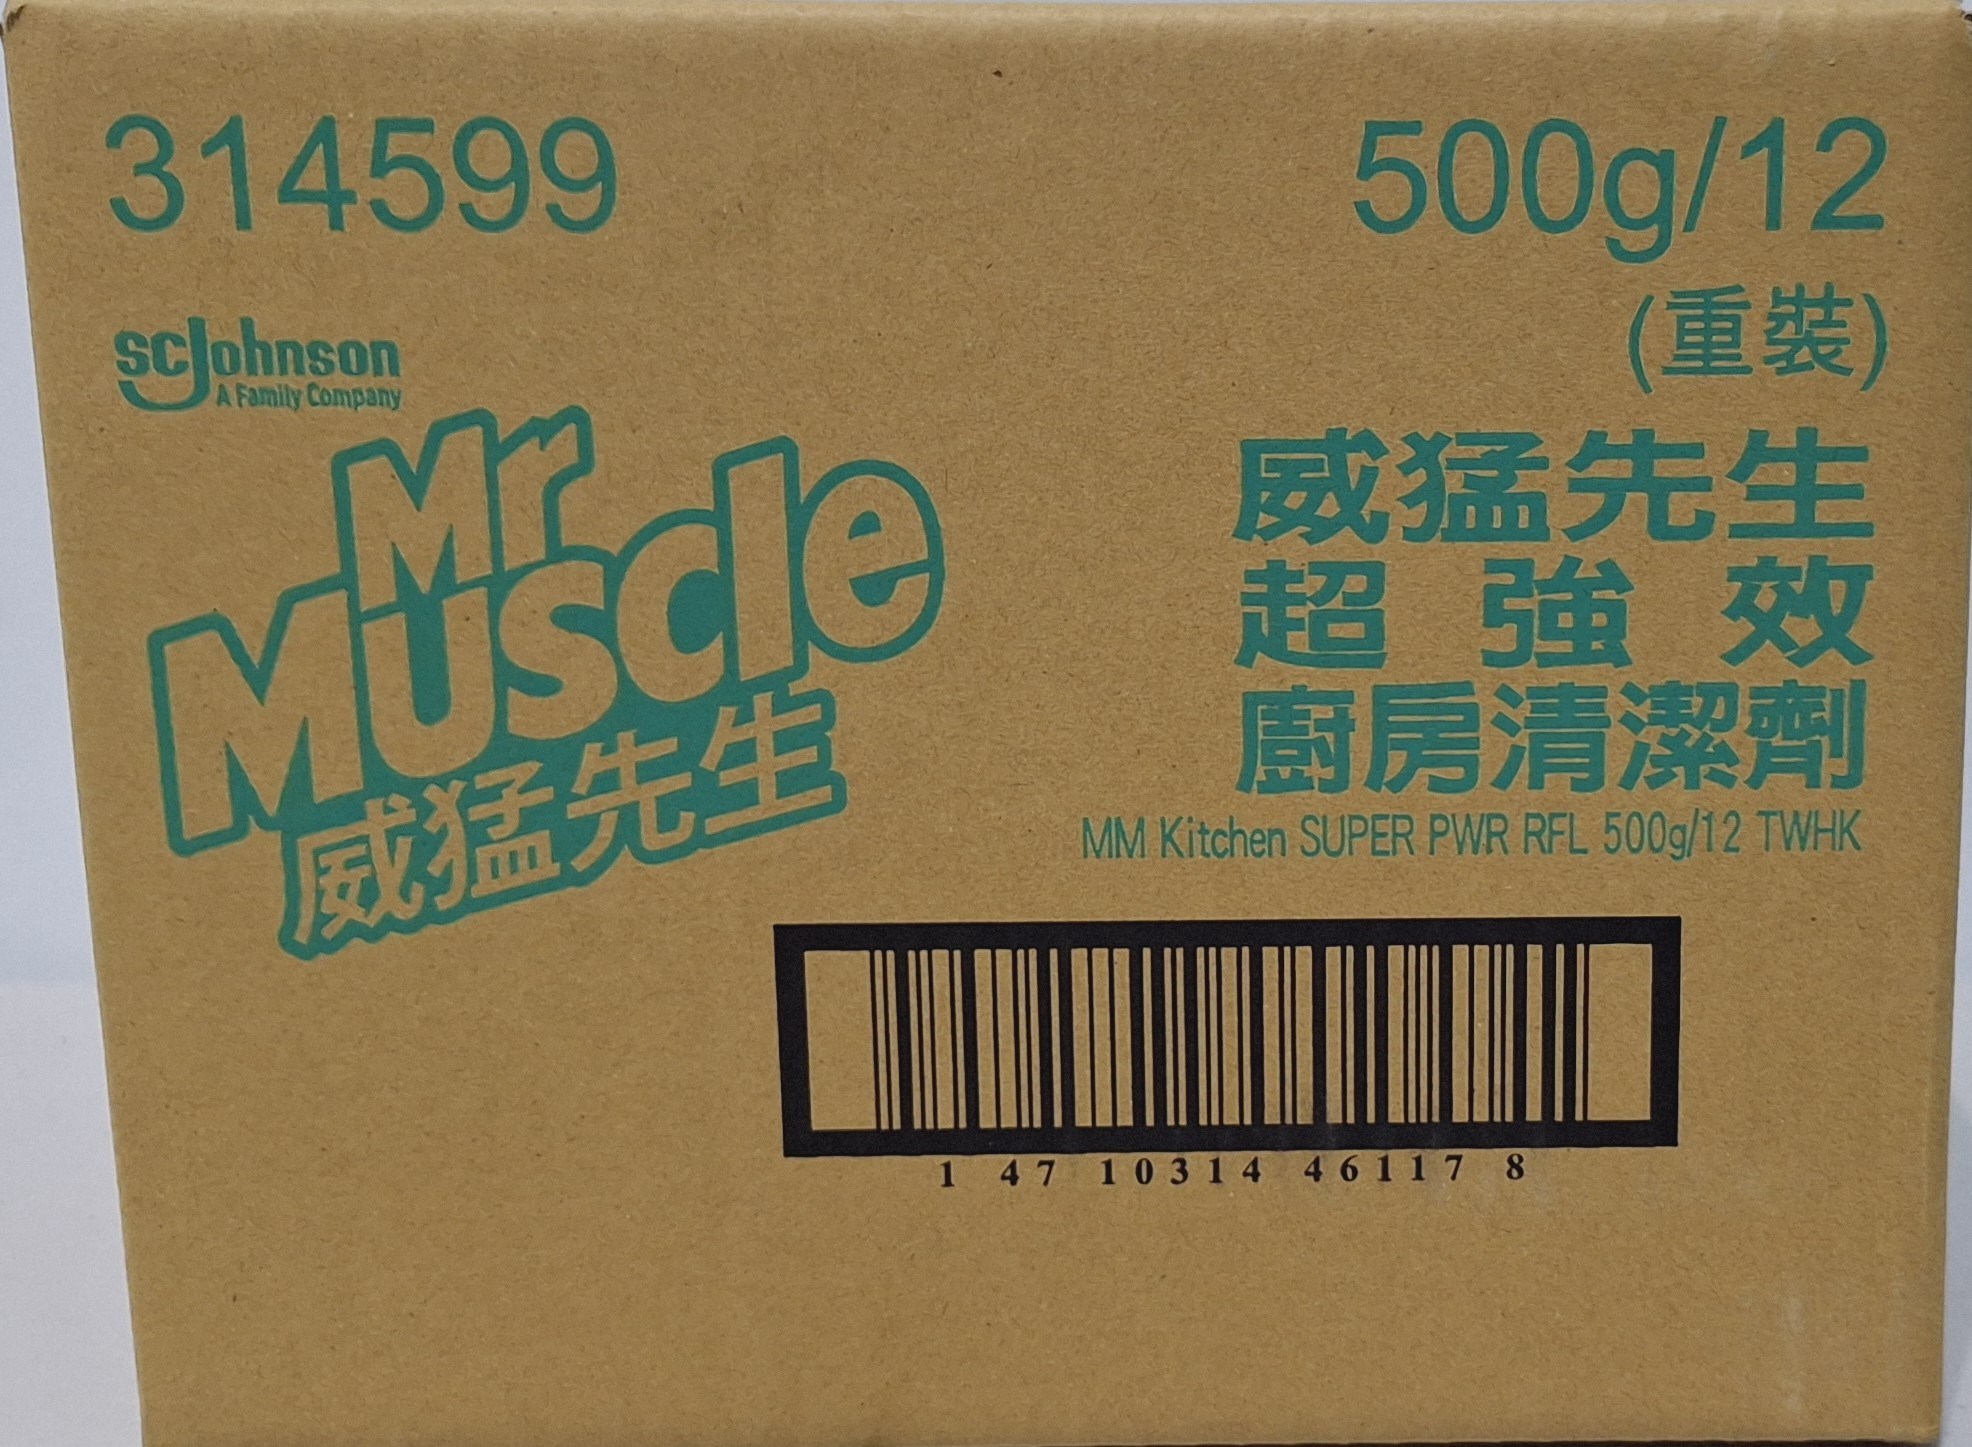 314599
500g/12
(重裝)
scJohnson
A Family Company
Mr
Muscle
威猛先生
威猛先生
超強效
廚房清潔劑
MM Kitchen SUPER PWR RFL 500g/12 TWHK
1 47 10314 46117 8